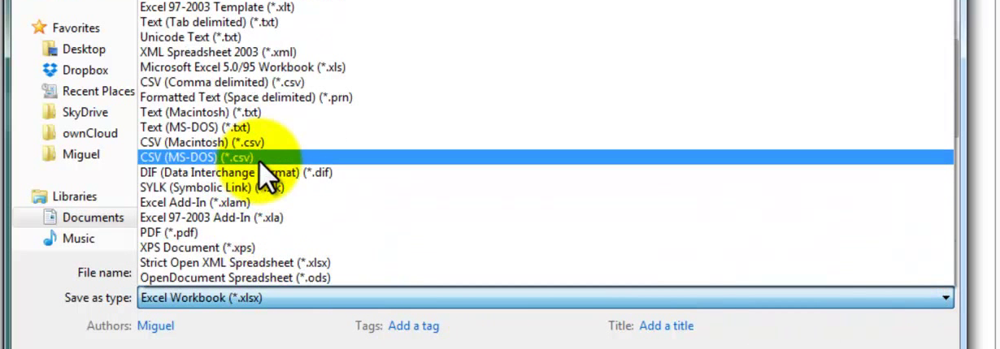 Excel 97-2003 Template (*.xlt)
Favorites
Text (Tab delimited) (*.txt)
Unicode Text (*.txt)
Desktop
XML Spreadsheet 2003 (*.xml)
Dropbox
Microsoft Excel 5.0/95 Workbook (*.xls)
CSV (Comma delimited) (*.csv)
Recent Places
Formatted Text (Space delimited) (*.prn)
SkyDrive
Text (Macintosh) (*.txt)
Text (MS-DOS) (*.txt)
ownCloud
CSV (Macintosh) (*.csv)
Miguel
CSV (MS-DOS) (*.csv)
DIF (Data Interchange (*.dif)
SYLK (Symbolic Link)
Libraries
Excel Add-In (*.xlam)
Documents
Excel 97-2003 Add-In (*.xla)
PDF (*.pdf)
Music
XPS Document (*.xps)
Strict Open XML Spreadsheet (*.xlsx)
File name:
OpenDocument Spreadsheet (*.ods)
Save as type: Excel Workbook (*.xlsx)
Authors: Miguel Tags: Add a tag Title: Add a title